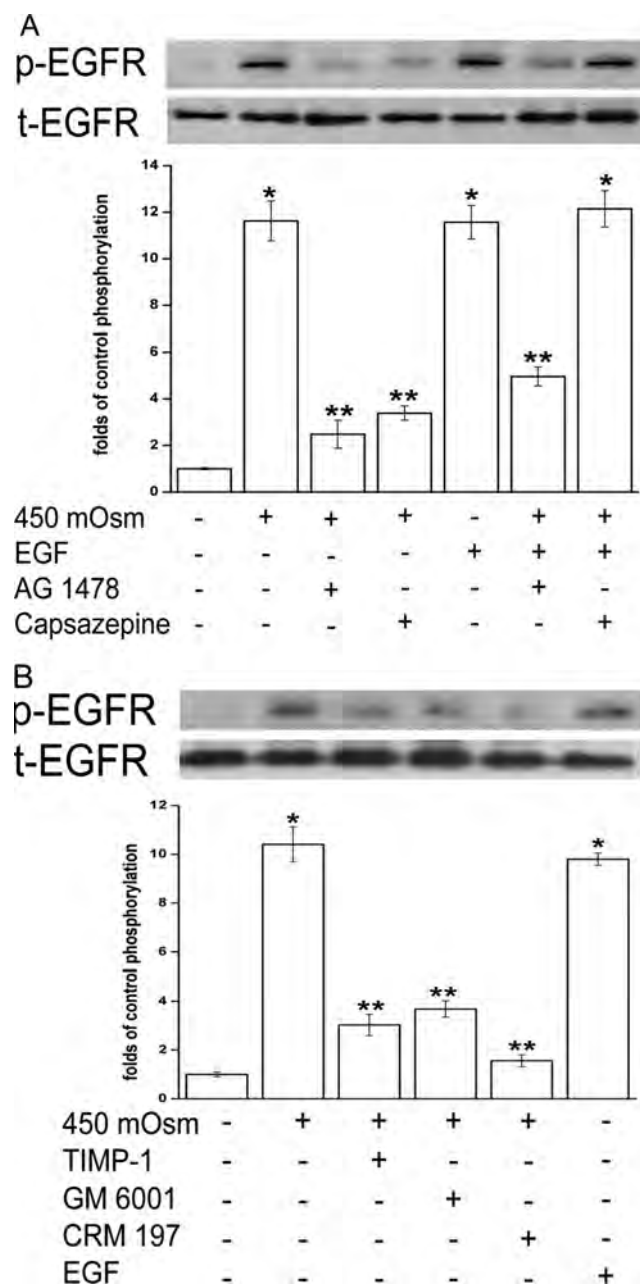 A
p-EGFR
t-EGFR
folds of control phosphorylation
14
12
10
8
6
4
2
0
* ** ** * ** *
450 mOsm - + + + - + +
EGF - - - - + + +
AG 1478 - - + - - + -
Capsazepine - - - + - - +
B
p-EGFR
t-EGFR
folds of control phosphorylation
12
10
8
6
4
2
0
* ** ** ** *
450 mOsm - + + + + -
TIMP-1 - - + - - -
GM 6001 - - - + - -
CRM 197 - - - - + -
EGF - - - - - +